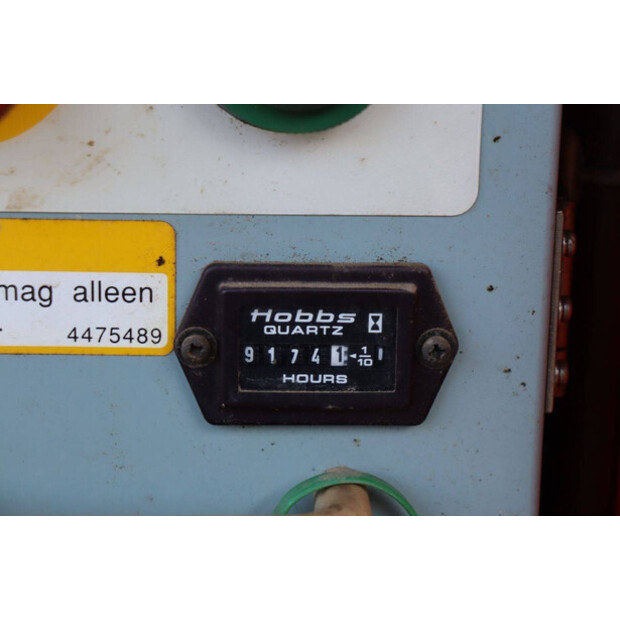 mag alleen
4475489
Hobbs
QUARTZ
9174 1 ◄ 1/10
HOURS